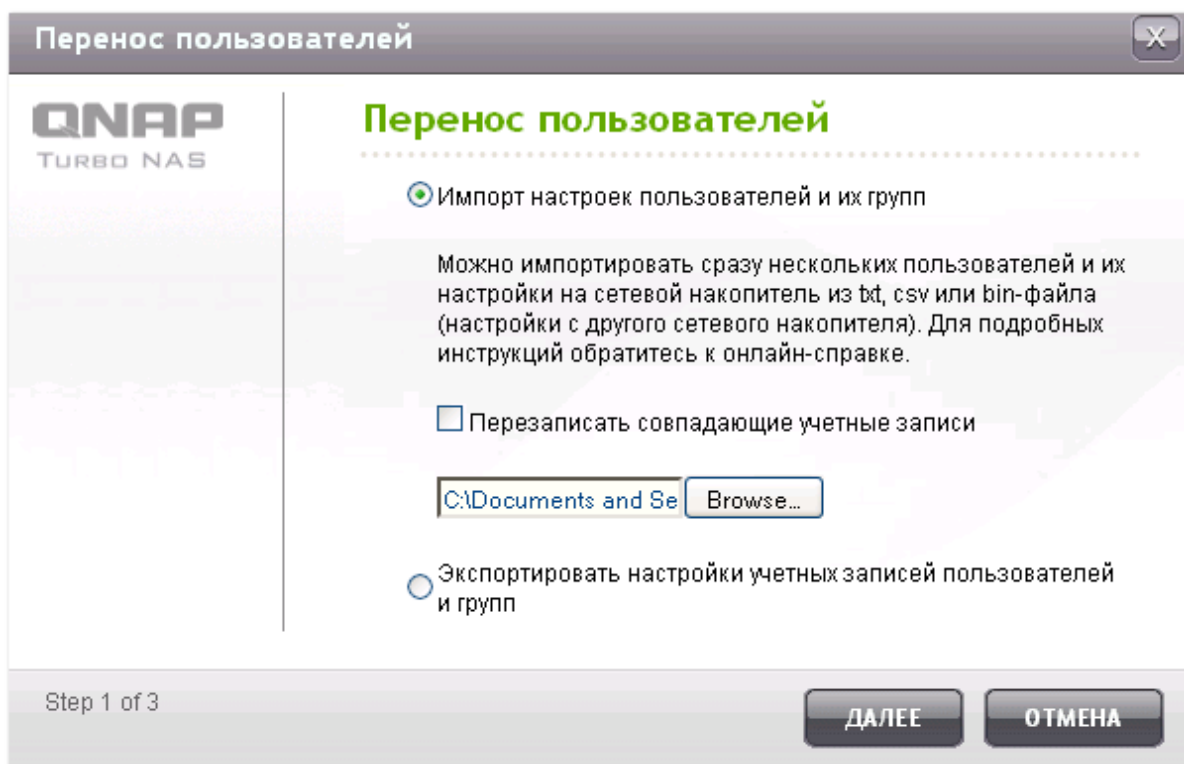 Перенос пользователей
X
QNAP
TURBO NAS
Перенос пользователей
Импорт настроек пользователей и их групп
Можно импортировать сразу нескольких пользователей и их
настройки на сетевой накопитель из txt, csv или bin-файла
(настройки с другого сетевого накопителя). Для подробных
инструкций обратитесь к онлайн-справке.
Перезаписать совпадающие учетные записи
C:\Documents and Se
Browse...
Экспортировать настройки учетных записей пользователей
и групп
Step 1 of 3
ДАЛЕЕ
ОТМЕНА